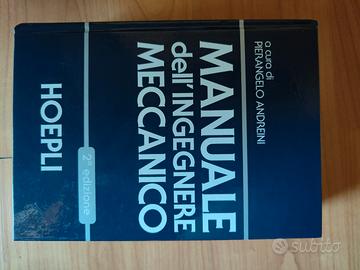 a cura di
PIERANGELO ANDREINI
MANUALE
dell'INGEGNERE
MECCANICO
2ª edizione
HOEPLI
subito